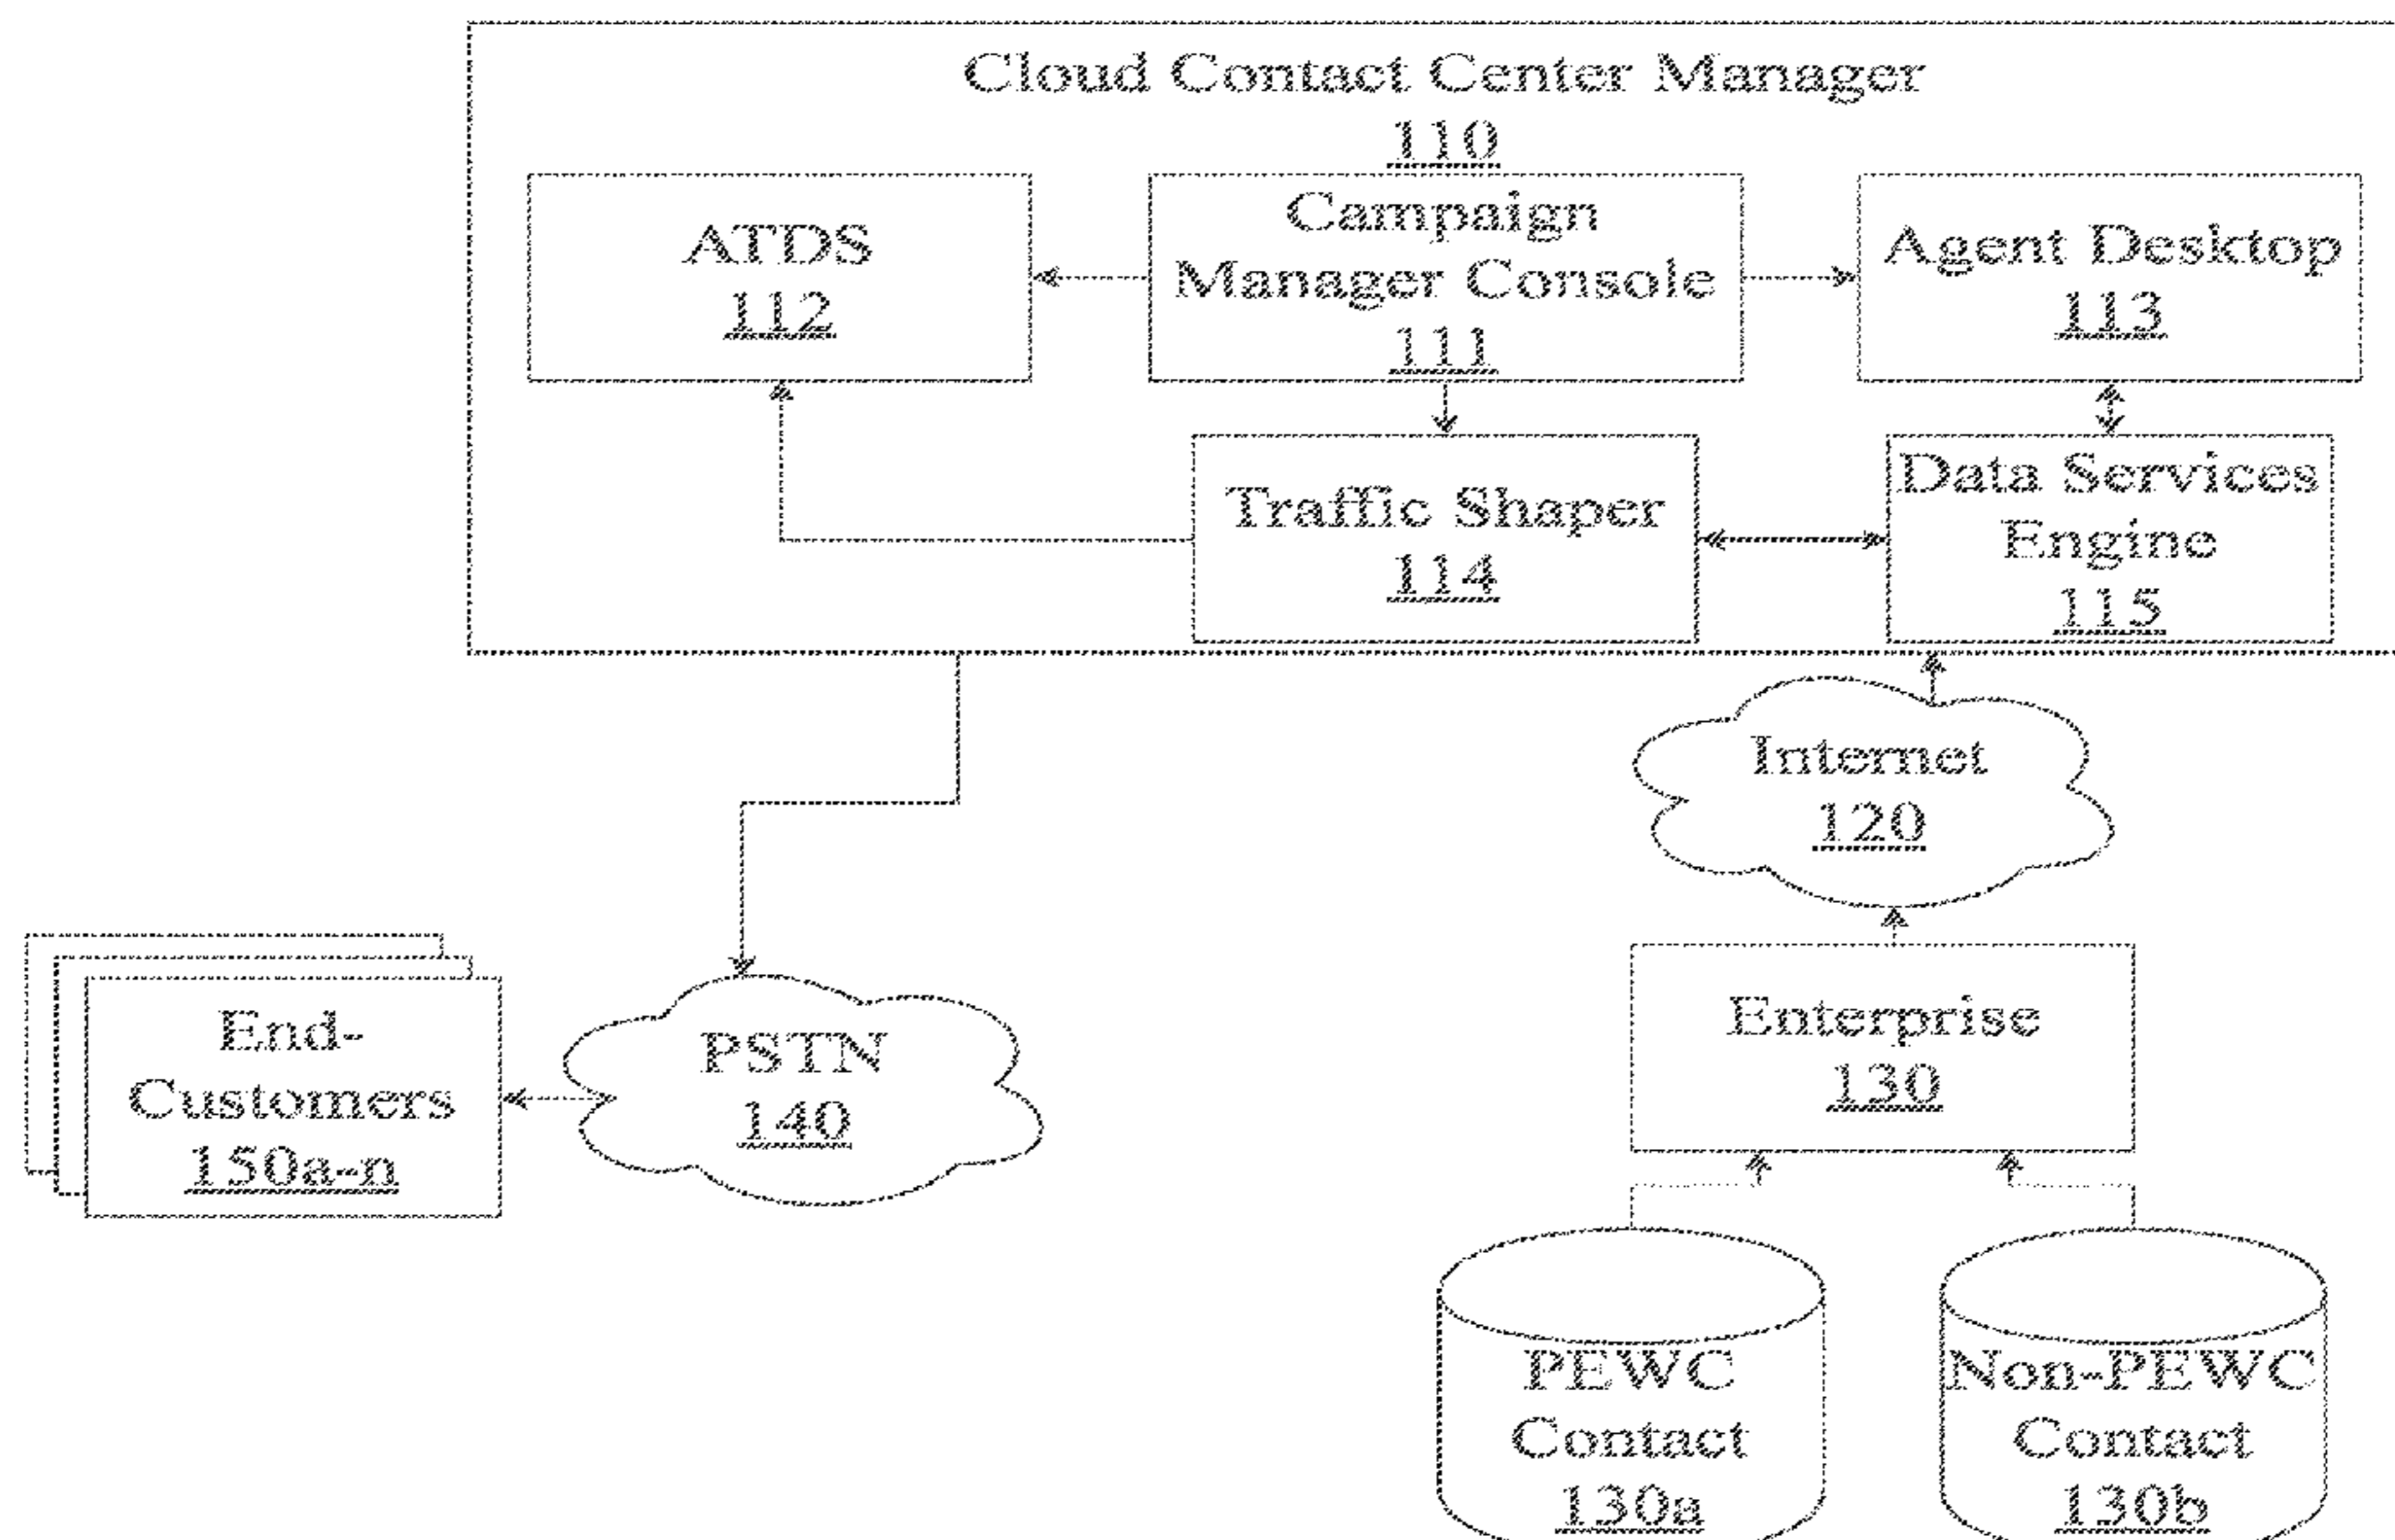 Cloud Contact Center Manager
110
ATDS
112
Campaign
Manager Console
111
Agent Desktop
113
Traffic Shaper
114
Data Services
Engine
115
Internet
120
End-
Customers
150a-n
PSTN
140
Enterprise
130
PEWC
Contact
130a
Non-PEWC
Contact
130b